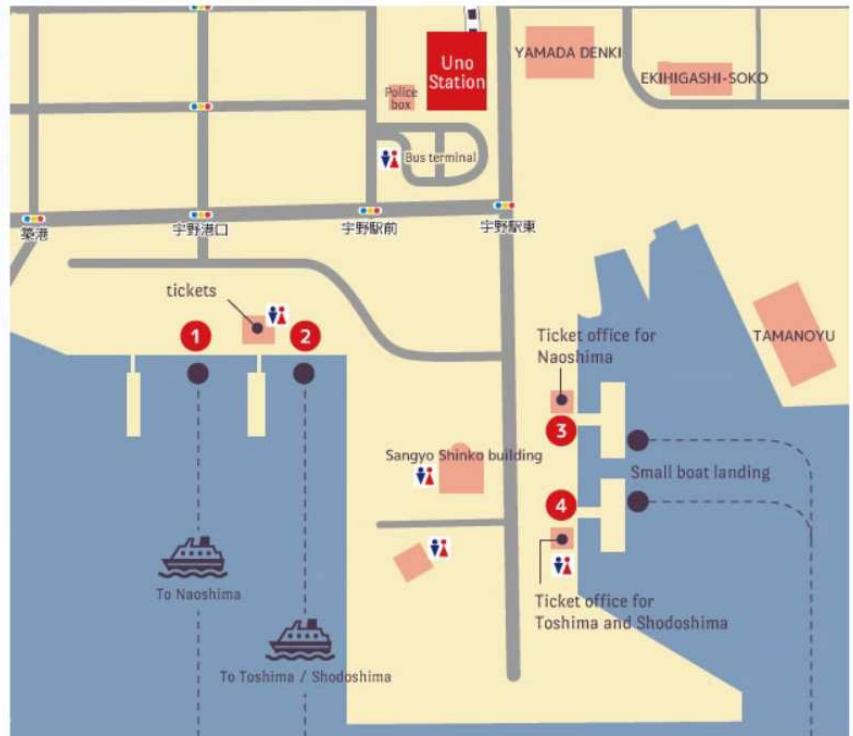 Uno
Station
YAMADA DENKI
EKIHIGASHI-SOKO
Police
box
Bus terminal
築港
宇野港口
宇野駅前
宇野駅東
tickets
1
2
Ticket office for
Naoshima
TAMANOYU
3
Sangyo Shinko building
Small boat landing
4
To Naoshima
Ticket office for
Toshima and Shodoshima
To Toshima / Shodoshima